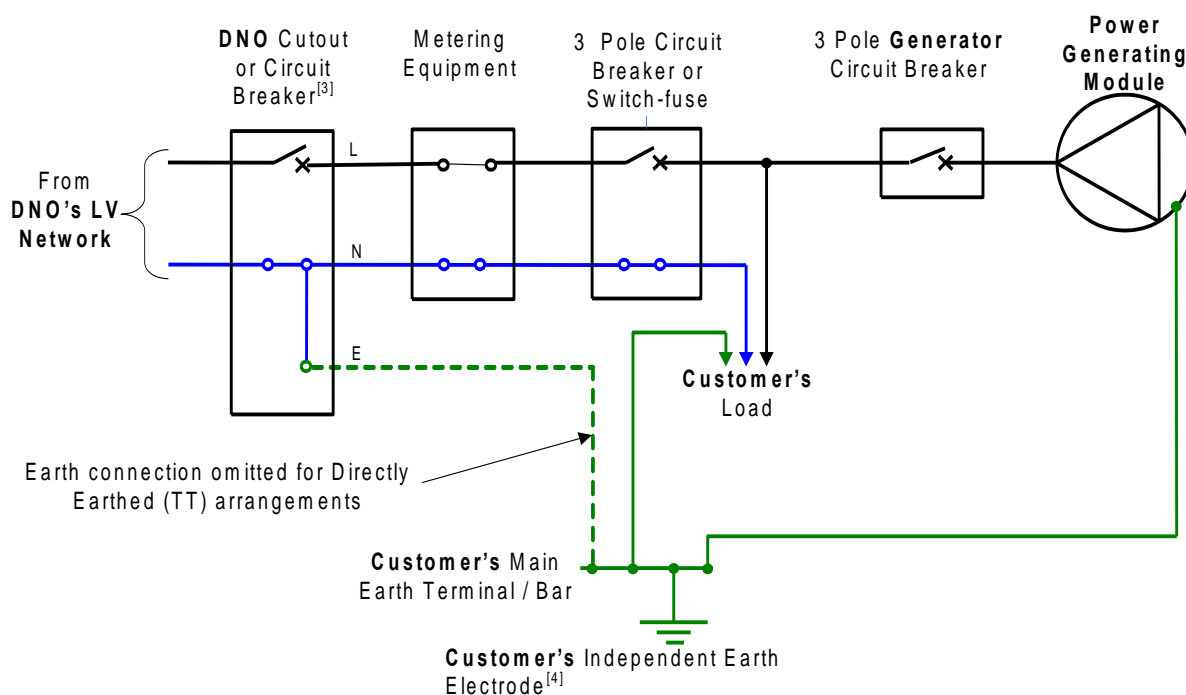 DNO Cutout
or Circuit
Breaker[3]
Metering
Equipment
3 Pole Circuit
Breaker or
Switch-fuse
3 Pole Generator
Circuit Breaker
Power
Generating
Module
L
From
DNO's LV
Network
N
E
Customer's
Load
Earth connection omitted for Directly
Earthed (TT) arrangements
Customer's Main
Earth Terminal / Bar
Customer's Independent Earth
Electrode[4]